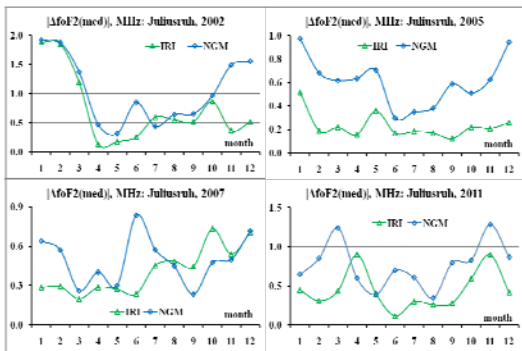 |ΔfoF2(med)|, MHz: Juliusruh, 2002
IRI NGM
2.0
1.5
1.0
0.5
0.0
month
1 2 3 4 5 6 7 8 9 10 11 12
|ΔfoF2(med)|, MHz: Juliusruh, 2005
IRI NGM
1.0
0.8
0.6
0.4
0.2
0.0
month
1 2 3 4 5 6 7 8 9 10 11 12
|ΔfoF2(med)|, MHz: Juliusruh, 2007
0.9
0.6
0.3
0.0
IRI NGM
month
1 2 3 4 5 6 7 8 9 10 11 12
|ΔfoF2(med)|, MHz: Juliusruh, 2011
IRI NGM
1.5
1.0
0.5
0.0
month
1 2 3 4 5 6 7 8 9 10 11 12